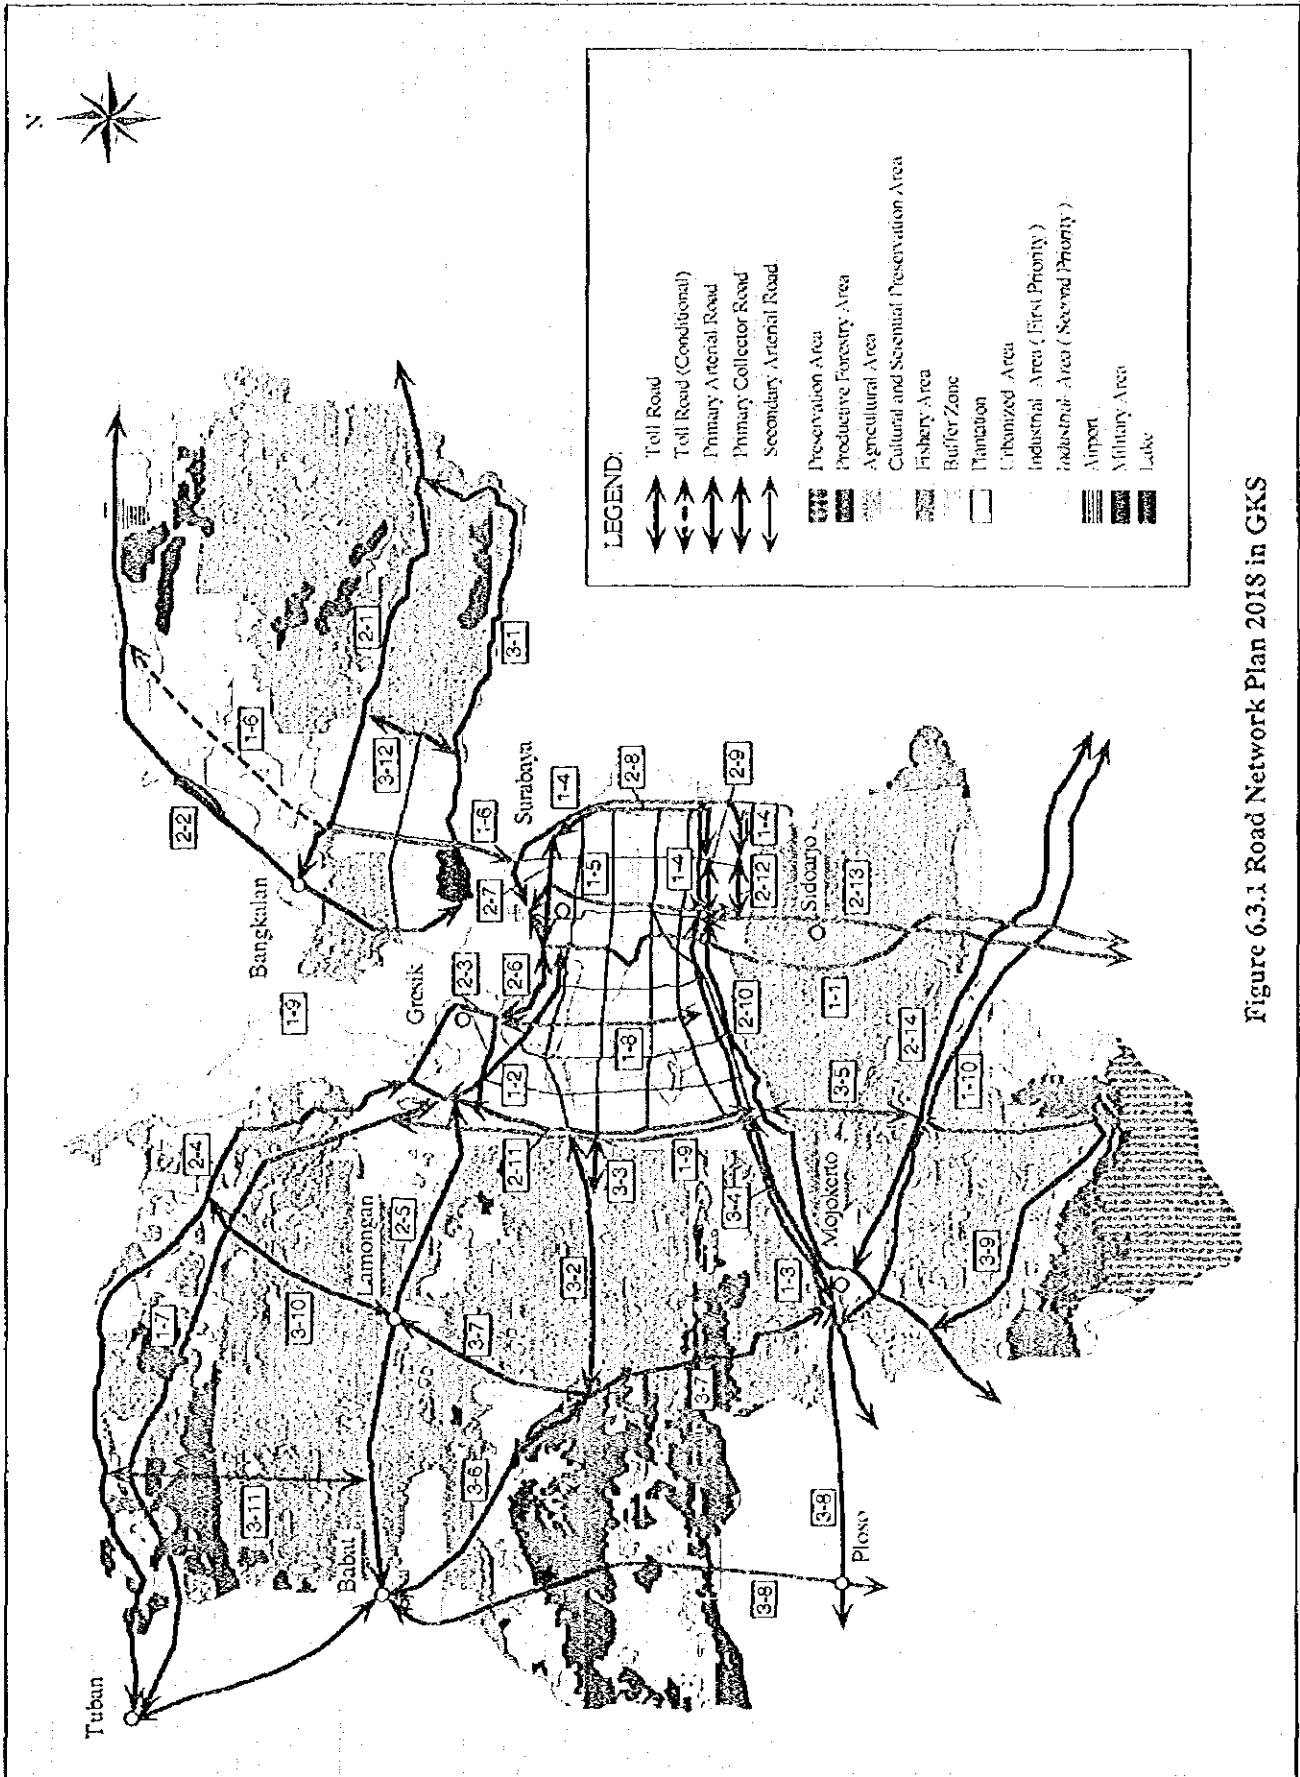 Z
Tuban
2-4
1-7
3-10
3-11
Babat
Lamongan
2-5
3-7
3-6
3-2
3-3
2-11
1-9
3-4
1-3
Mojokerto
3-7
3-8
3-8
Ploso
3-9
1-9
Bangkalan
2-2
1-6
2-1
3-12
3-1
Gresik
2-3
2-6
2-7
1-6
Surabaya
1-4
2-8
1-5
1-2
1-8
1-4
2-9
1-4
2-12
Sidoarjo
2-13
2-10
1-1
3-5
2-14
1-10
LEGEND:
Toll Road
Toll Road (Conditional)
Primary Arterial Road
Primary Collector Road
Secondary Arterial Road
Preservation Area
Productive Forestry Area
Agricultural Area
Cultural and Sciential Preservation Area
Fishery Area
Buffer Zone
Plantation
Urbanized Area
Industrial Area ( First Priority )
Industrial Area ( Second Priority )
Airport
Military Area
Lake
Figure 6.3.1 Road Network Plan 2018 in GKS